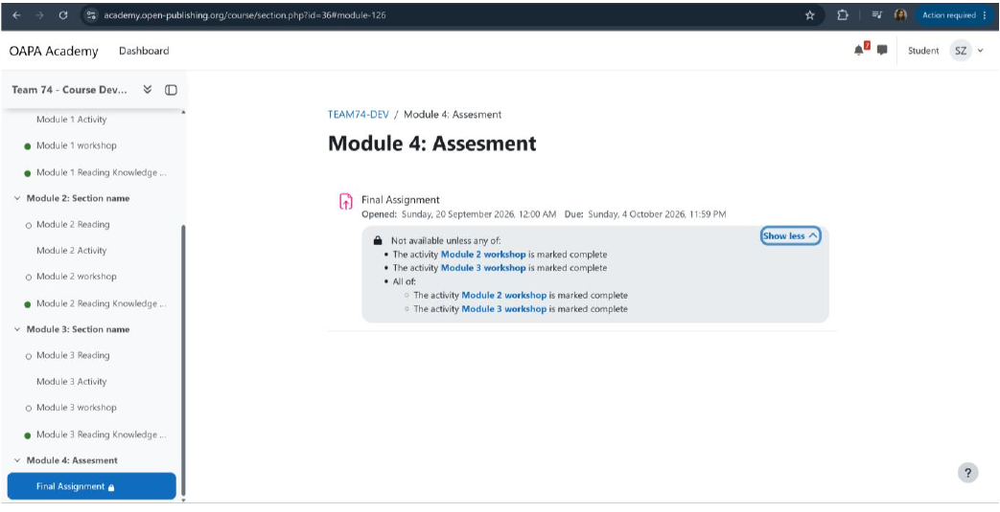 academy.open-publishing.org/course/section.php?id=36#module-126
Action required
OAPA Academy Dashboard
7
Student SZ
Team 74 - Course Dev...
Module 1 Activity
Module 1 workshop
Module 1 Reading Knowledge ...
Module 2: Section name
Module 2 Reading
Module 2 Activity
Module 2 workshop
Module 2 Reading Knowledge ...
Module 3: Section name
Module 3 Reading
Module 3 Activity
Module 3 workshop
Module 3 Reading Knowledge ...
Module 4: Assesment
Final Assignment
TEAM74-DEV / Module 4: Assesment
Module 4: Assesment
Final Assignment
Opened: Sunday, 20 September 2026, 12:00 AM Due: Sunday, 4 October 2026, 11:59 PM
Not available unless any of:
Show less
• The activity Module 2 workshop is marked complete
• The activity Module 3 workshop is marked complete
• All of:
○ The activity Module 2 workshop is marked complete
○ The activity Module 3 workshop is marked complete
?